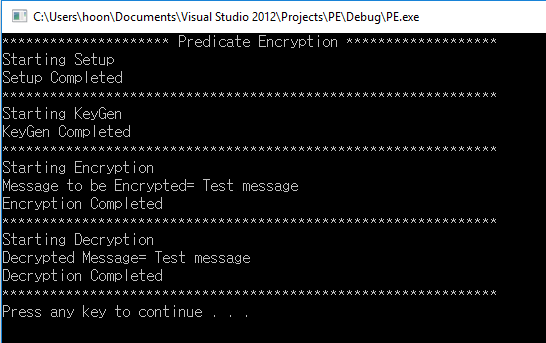 C:\Users\hoon\Documents\Visual Studio 2012\Projects\PE\Debug\PE.exe
********************* Predicate Encryption *******************
Starting Setup
Setup Completed
**************************************************************
Starting KeyGen
KeyGen Completed
**************************************************************
Starting Encryption
Message to be Encrypted= Test message
Encryption Completed
**************************************************************
Starting Decryption
Decrypted Message= Test message
Decryption Completed
**************************************************************
Press any key to continue . . .